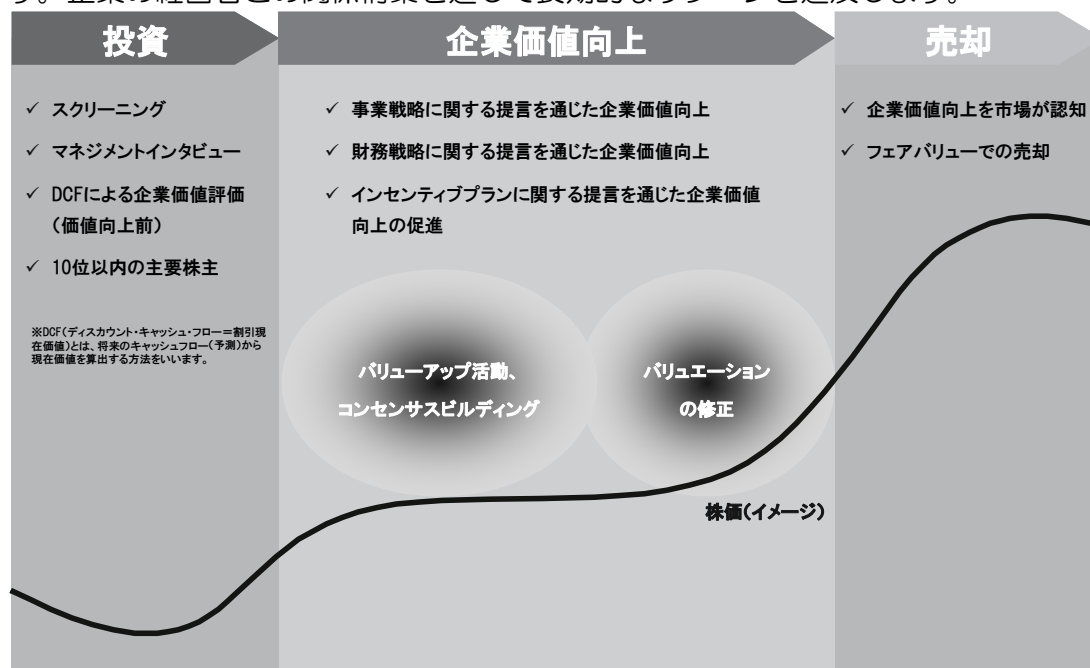 す。企業の経営者との関係構築を通じて長期的なリターンを追及します。
投資
企業価値向上
売却
✓ スクリーニング
✓ マネジメントインタビュー
✓ DCFによる企業価値評価
(価値向上前)
✓ 10位以内の主要株主
※DCF(ディスカウント・キャッシュ・フロー＝割引現
在価値)とは、将来のキャッシュフロー(予測)から
現在価値を算出する方法をいいます。
✓ 事業戦略に関する提言を通じた企業価値向上
✓ 財務戦略に関する提言を通じた企業価値向上
✓ インセンティブプランに関する提言を通じた企業価値
向上の促進
✓ 企業価値向上を市場が認知
✓ フェアバリューでの売却
バリューアップ活動、
コンセンサスビルディング
バリュエーション
の修正
株価(イメージ)